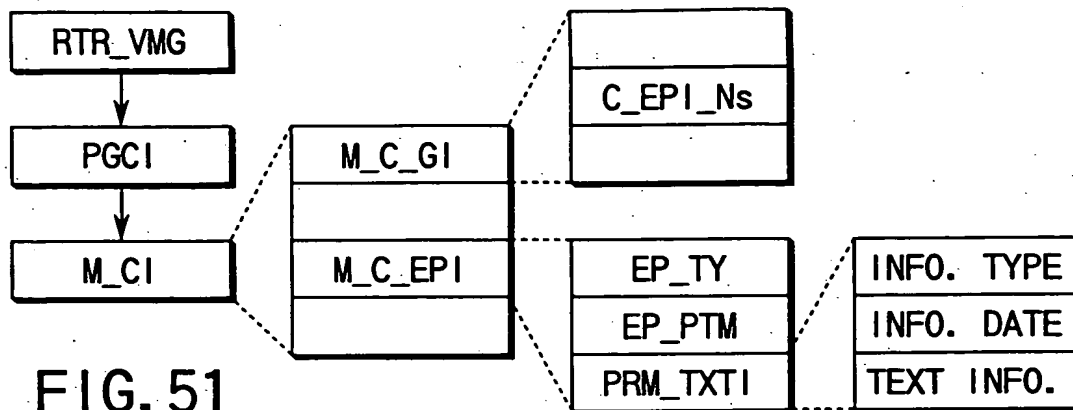 RTR_VMG
PGCI
M_CI
M_C_GI
M_C_EPI
C_EPI_Ns
EP_TY
EP_PTM
PRM_TXTI
INFO. TYPE
INFO. DATE
TEXT INFO.
FIG. 51